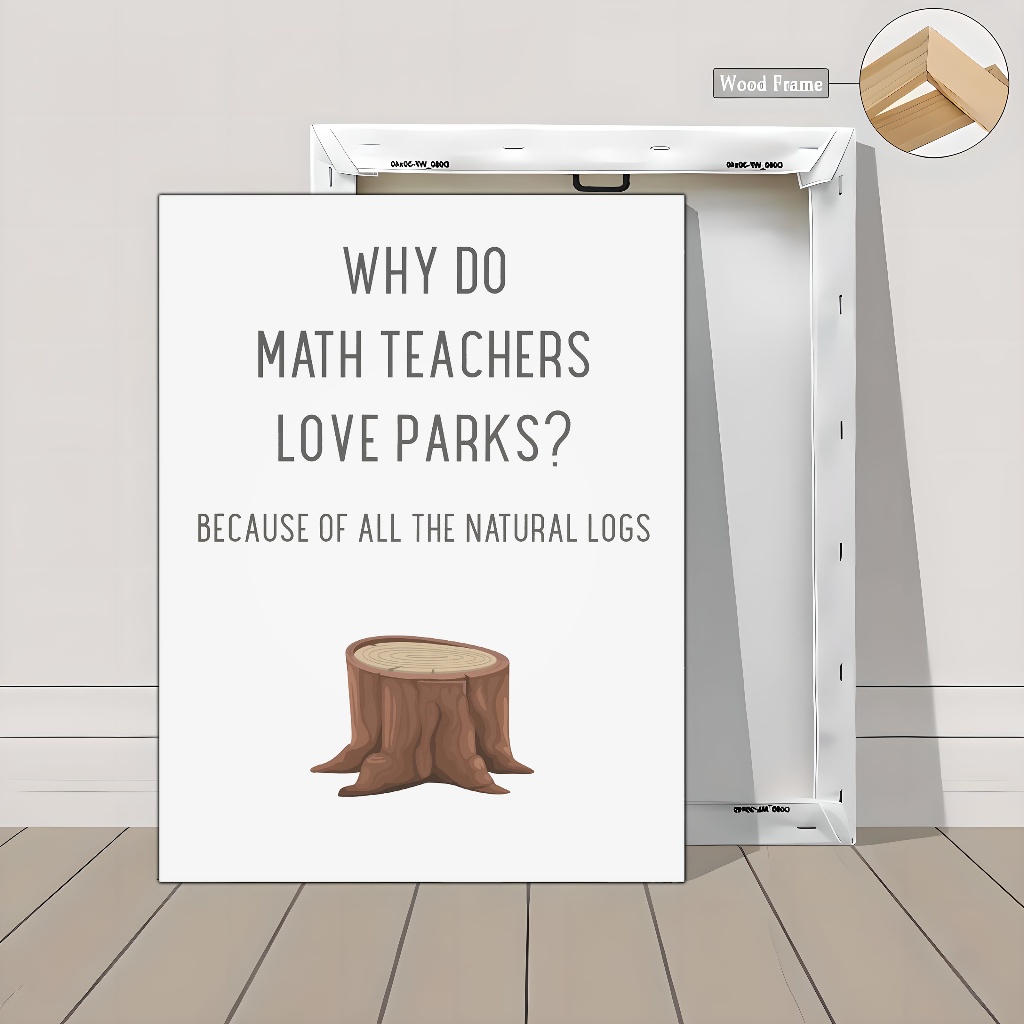 Wood Frame
WHY DO
MATH TEACHERS
LOVE PARKS?
BECAUSE OF ALL THE NATURAL LOGS